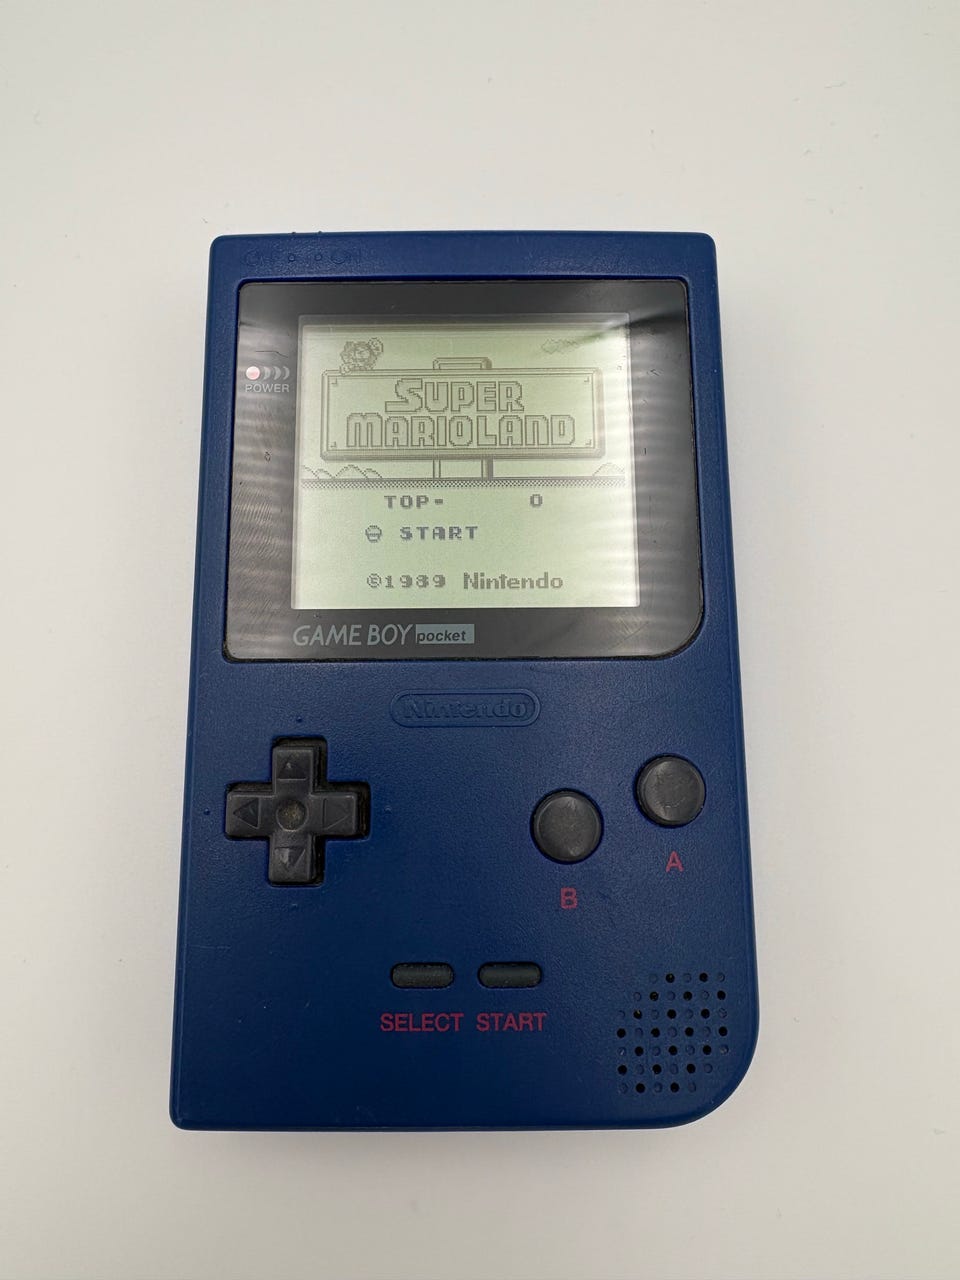 POWER
SUPER
MARIOLAND
TOP- 0
START
©1989 Nintendo
GAME BOY pocket
Nintendo
A
B
SELECT START